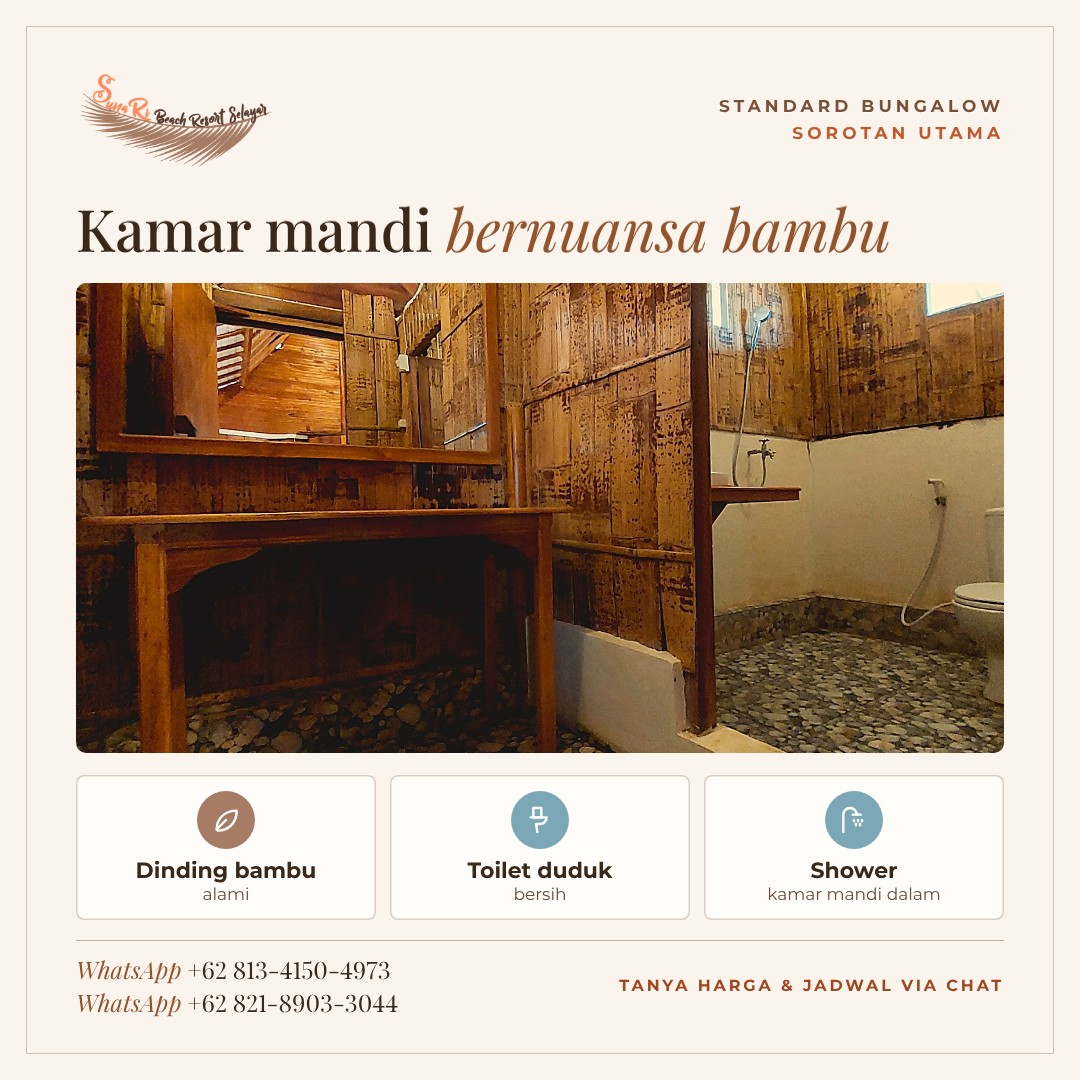 SunaRi Beach Resort Selayar
STANDARD BUNGALOW
SOROTAN UTAMA
Kamar mandi bernuansa bambu
Dinding bambu
alami
Toilet duduk
bersih
Shower
kamar mandi dalam
WhatsApp +62 813-4150-4973
WhatsApp +62 821-8903-3044
TANYA HARGA & JADWAL VIA CHAT